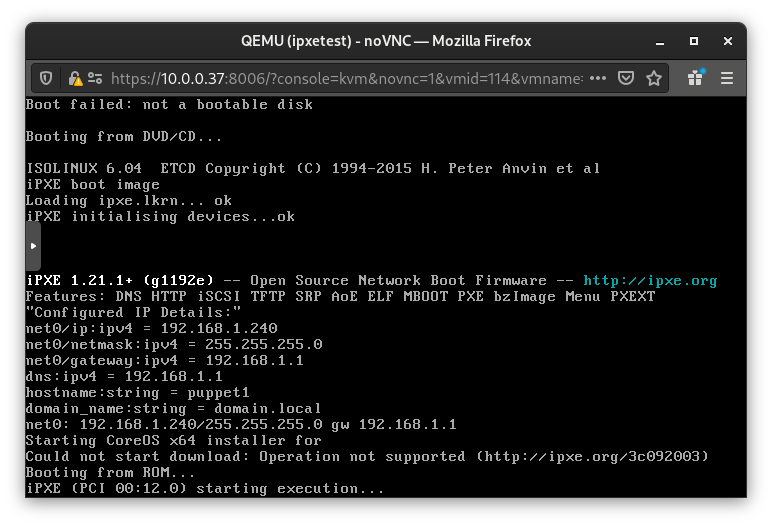 QEMU (ipxetest) - noVNC — Mozilla Firefox
https://10.0.0.37:8006/?console=kvm&novnc=1&vmid=114&vmname=
Boot failed: not a bootable disk
Booting from DVD/CD...
ISOLINUX 6.04  ETCD Copyright (C) 1994-2015 H. Peter Anvin et al
iPXE boot image
Loading ipxe.lkrn... ok
iPXE initialising devices...ok
iPXE 1.21.1+ (g1192e) -- Open Source Network Boot Firmware -- http://ipxe.org
Features: DNS HTTP iSCSI TFTP SRP AoE ELF MBOOT PXE bzImage Menu PXEXT
"Configured IP Details:"
net0/ip:ipv4 = 192.168.1.240
net0/netmask:ipv4 = 255.255.255.0
net0/gateway:ipv4 = 192.168.1.1
dns:ipv4 = 192.168.1.1
hostname:string = puppet1
domain_name:string = domain.local
net0: 192.168.1.240/255.255.255.0 gw 192.168.1.1
Starting CoreOS x64 installer for
Could not start download: Operation not supported (http://ipxe.org/3c092003)
Booting from ROM...
iPXE (PCI 00:12.0) starting execution...